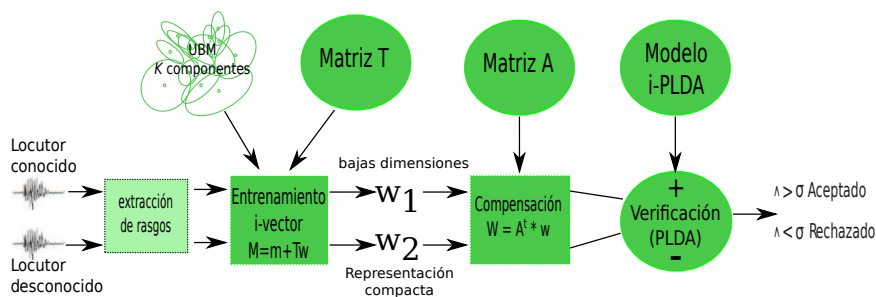 UBM
K componentes
Matriz T
Matriz A
Modelo
i-PLDA
Locutor
conocido
extracción
de rasgos
Locutor
desconocido
Entrenamiento
i-vector
M=m+Tw
bajas dimensiones
w1
w2
Representación
compacta
Compensación
W = Aᵗ * w
+
Verificación
(PLDA)
-
∧ > σ Aceptado
∧ < σ Rechazado